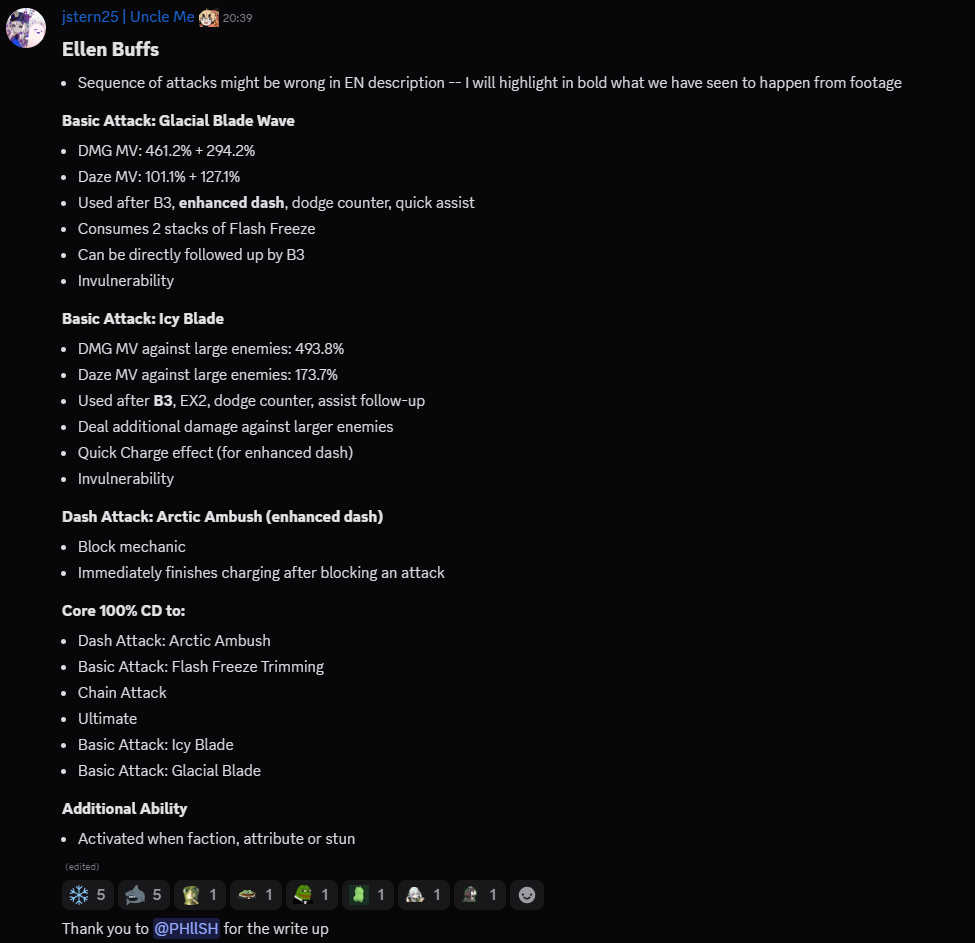 jstern25 | Uncle Me 20:39
Ellen Buffs
• Sequence of attacks might be wrong in EN description -- I will highlight in bold what we have seen to happen from footage
Basic Attack: Glacial Blade Wave
• DMG MV: 461.2% + 294.2%
• Daze MV: 101.1% + 127.1%
• Used after B3, enhanced dash, dodge counter, quick assist
• Consumes 2 stacks of Flash Freeze
• Can be directly followed up by B3
• Invulnerability
Basic Attack: Icy Blade
• DMG MV against large enemies: 493.8%
• Daze MV against large enemies: 173.7%
• Used after B3, EX2, dodge counter, assist follow-up
• Deal additional damage against larger enemies
• Quick Charge effect (for enhanced dash)
• Invulnerability
Dash Attack: Arctic Ambush (enhanced dash)
• Block mechanic
• Immediately finishes charging after blocking an attack
Core 100% CD to:
• Dash Attack: Arctic Ambush
• Basic Attack: Flash Freeze Trimming
• Chain Attack
• Ultimate
• Basic Attack: Icy Blade
• Basic Attack: Glacial Blade
Additional Ability
• Activated when faction, attribute or stun
(edited)
5 5 1 1 1 1 1 1
Thank you to @PHllSH for the write up